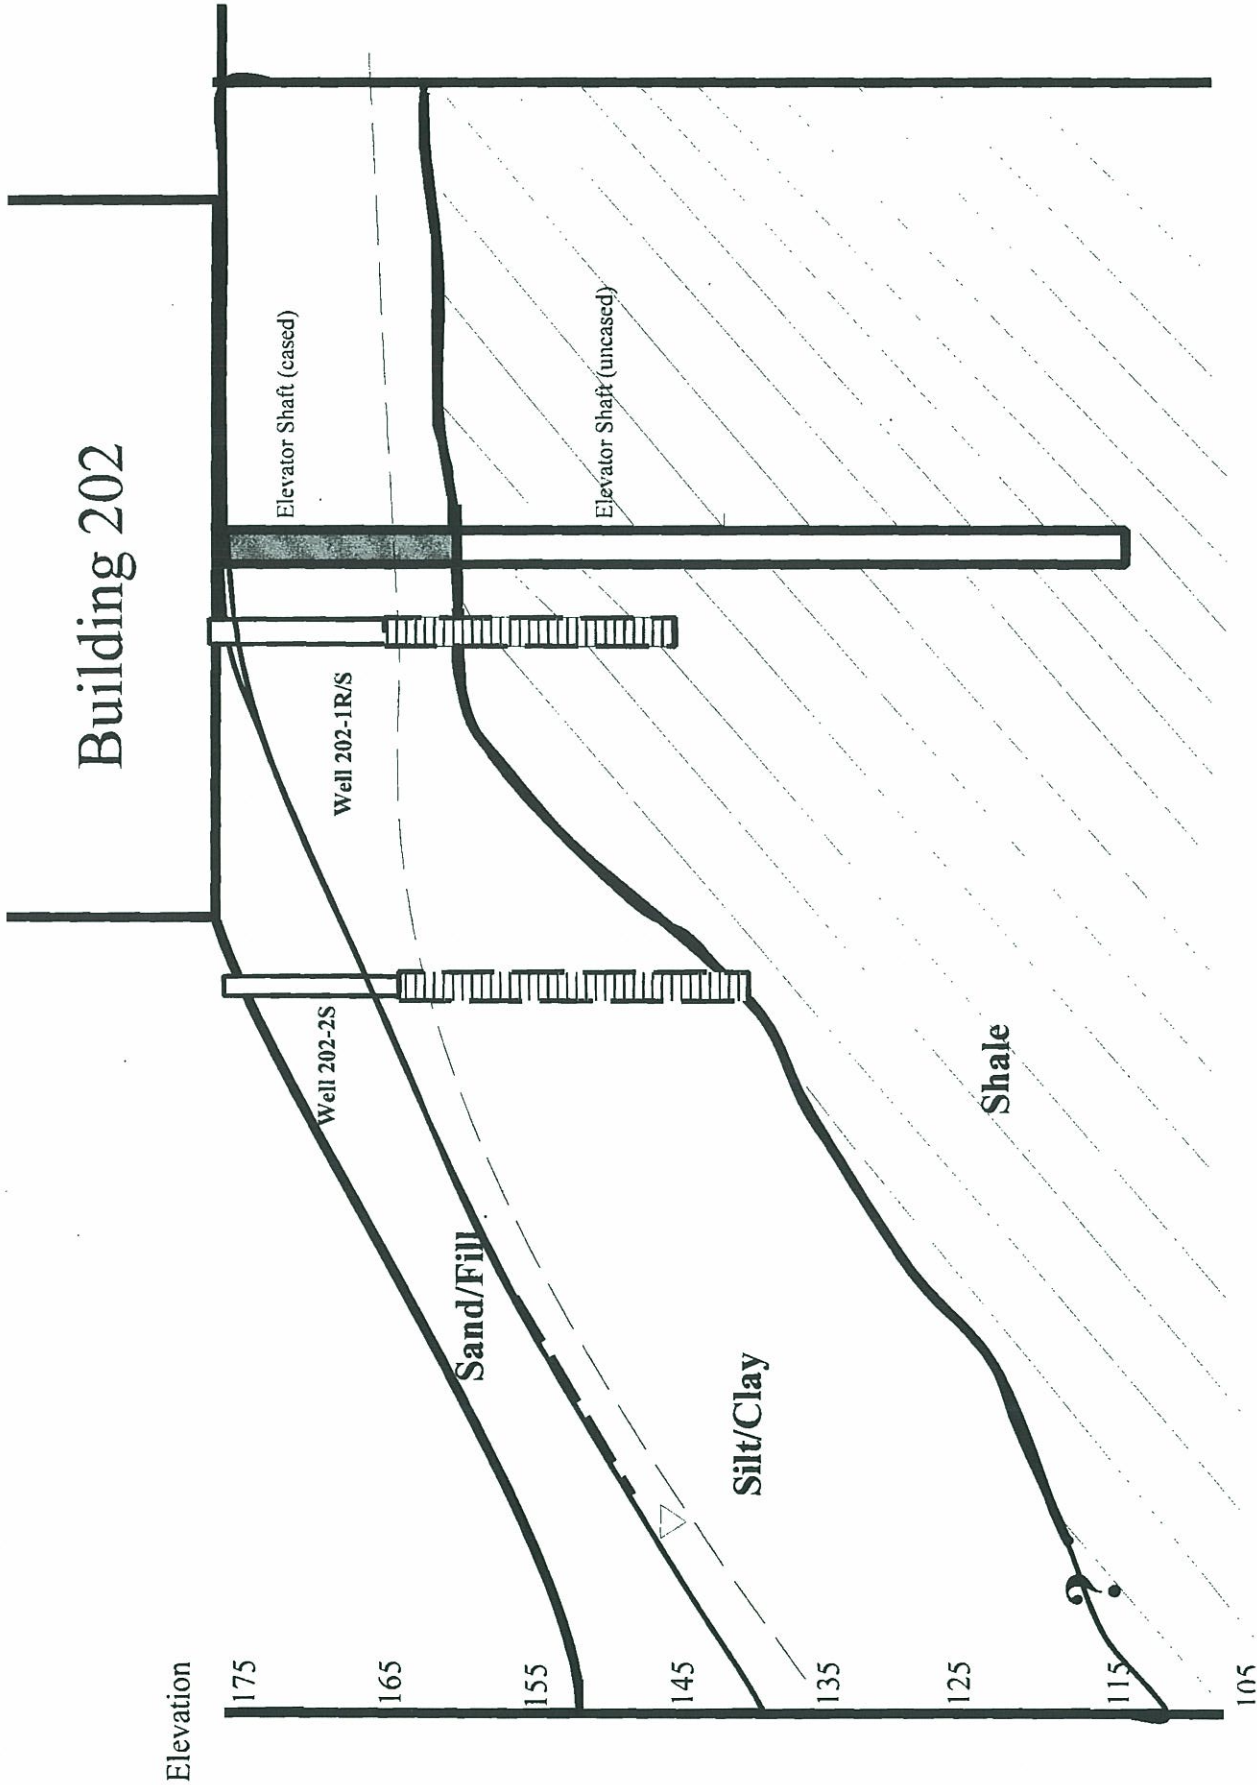 Building 202
Elevation
175
165
155
145
135
125
115
105
Elevator Shaft (cased)
Elevator Shaft (uncased)
Well 202-1R/S
Well 202-2S
Sand/Fill
Silt/Clay
Shale
?